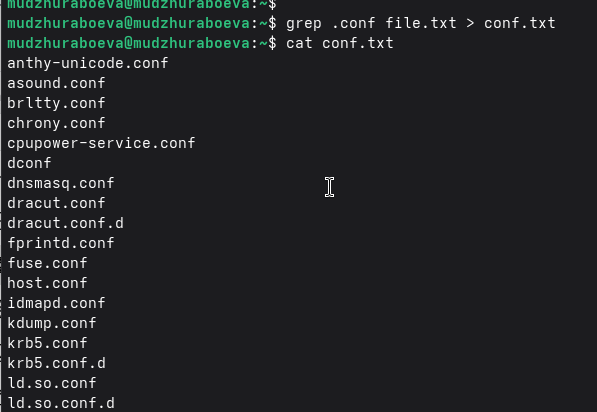 mudzhuraboeva@mudzhuraboeva:~$
mudzhuraboeva@mudzhuraboeva:~$ grep .conf file.txt > conf.txt
mudzhuraboeva@mudzhuraboeva:~$ cat conf.txt
anthy-unicode.conf
asound.conf
brltty.conf
chrony.conf
cpupower-service.conf
dconf
dnsmasq.conf
dracut.conf
dracut.conf.d
fprintd.conf
fuse.conf
host.conf
idmapd.conf
kdump.conf
krb5.conf
krb5.conf.d
ld.so.conf
ld.so.conf.d